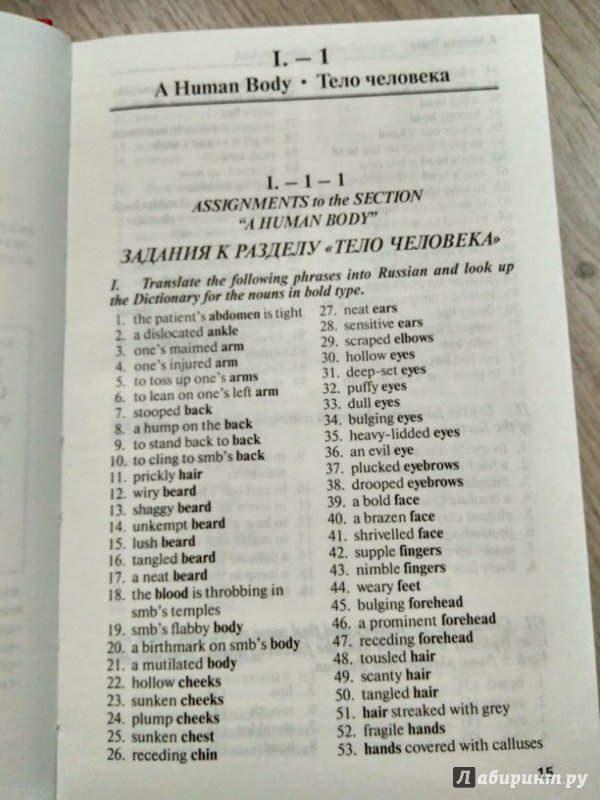 I. – 1
A Human Body • Тело человека
I. – 1 – 1
ASSIGNMENTS to the SECTION
"A HUMAN BODY"
ЗАДАНИЯ К РАЗДЕЛУ «ТЕЛО ЧЕЛОВЕКА»
I. Translate the following phrases into Russian and look up
the Dictionary for the nouns in bold type.
1. the patient's abdomen is tight
2. a dislocated ankle
3. one's maimed arm
4. one's injured arm
5. to toss up one's arms
6. to lean on one's left arm
7. stooped back
8. a hump on the back
9. to stand back to back
10. to cling to smb's back
11. prickly hair
12. wiry beard
13. shaggy beard
14. unkempt beard
15. lush beard
16. tangled beard
17. a neat beard
18. the blood is throbbing in
smb's temples
19. smb's flabby body
20. a birthmark on smb's body
21. a mutilated body
22. hollow cheeks
23. sunken cheeks
24. plump cheeks
25. sunken chest
26. receding chin
27. neat ears
28. sensitive ears
29. scraped elbows
30. hollow eyes
31. deep-set eyes
32. puffy eyes
33. dull eyes
34. bulging eyes
35. heavy-lidded eyes
36. an evil eye
37. plucked eyebrows
38. drooped eyebrows
39. a bold face
40. a brazen face
41. shrivelled face
42. supple fingers
43. nimble fingers
44. weary feet
45. bulging forehead
46. a prominent forehead
47. receding forehead
48. tousled hair
49. scanty hair
50. tangled hair
51. hair streaked with grey
52. fragile hands
53. hands covered with calluses
15
Лабиринт.ру